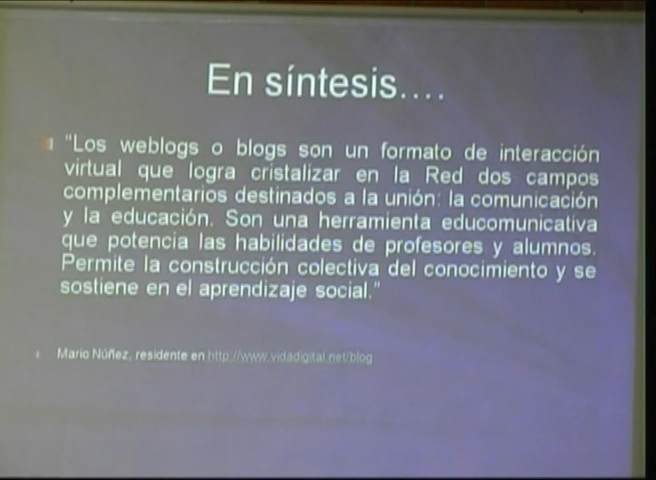 En síntesis....
"Los weblogs o blogs son un formato de interacción
virtual que logra cristalizar en la Red dos campos
complementarios destinados a la unión: la comunicación
y la educación. Son una herramienta educomunicativa
que potencia las habilidades de profesores y alumnos.
Permite la construcción colectiva del conocimiento y se
sostiene en el aprendizaje social."
Mario Núñez, residente en http://www.vidadigital.net/blog